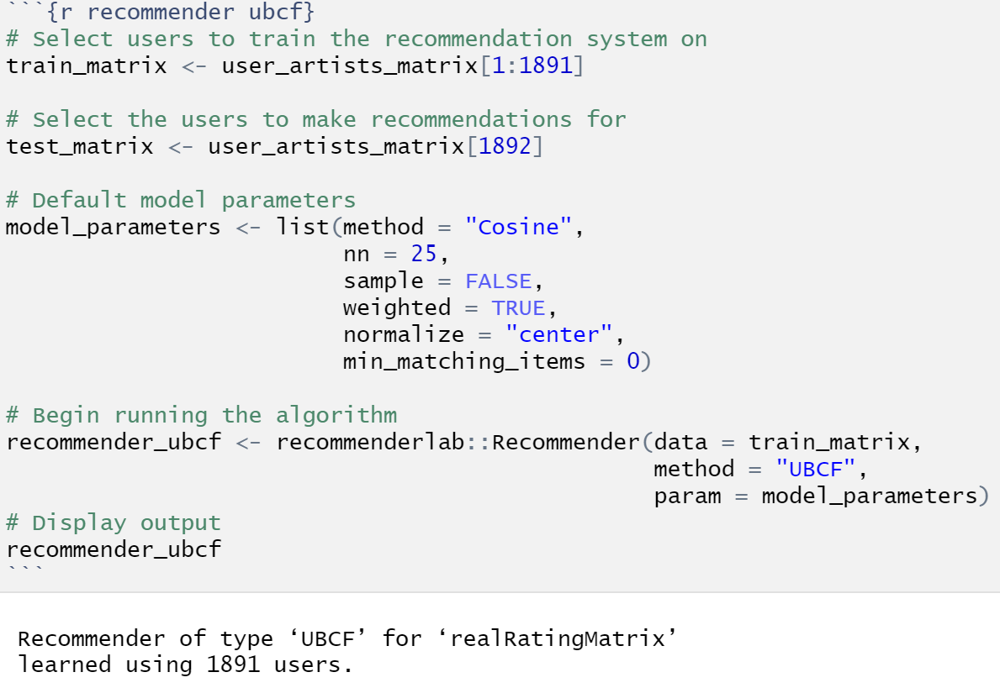 ```{r recommender ubcf}
# Select users to train the recommendation system on
train_matrix <- user_artists_matrix[1:1891]
# Select the users to make recommendations for
test_matrix <- user_artists_matrix[1892]
# Default model parameters
model_parameters <- list(method = "Cosine",
nn = 25,
sample = FALSE,
weighted = TRUE,
normalize = "center",
min_matching_items = 0)
# Begin running the algorithm
recommender_ubcf <- recommenderlab::Recommender(data = train_matrix,
method = "UBCF",
param = model_parameters)
# Display output
recommender_ubcf
```
Recommender of type ‘UBCF’ for ‘realRatingMatrix’
learned using 1891 users.